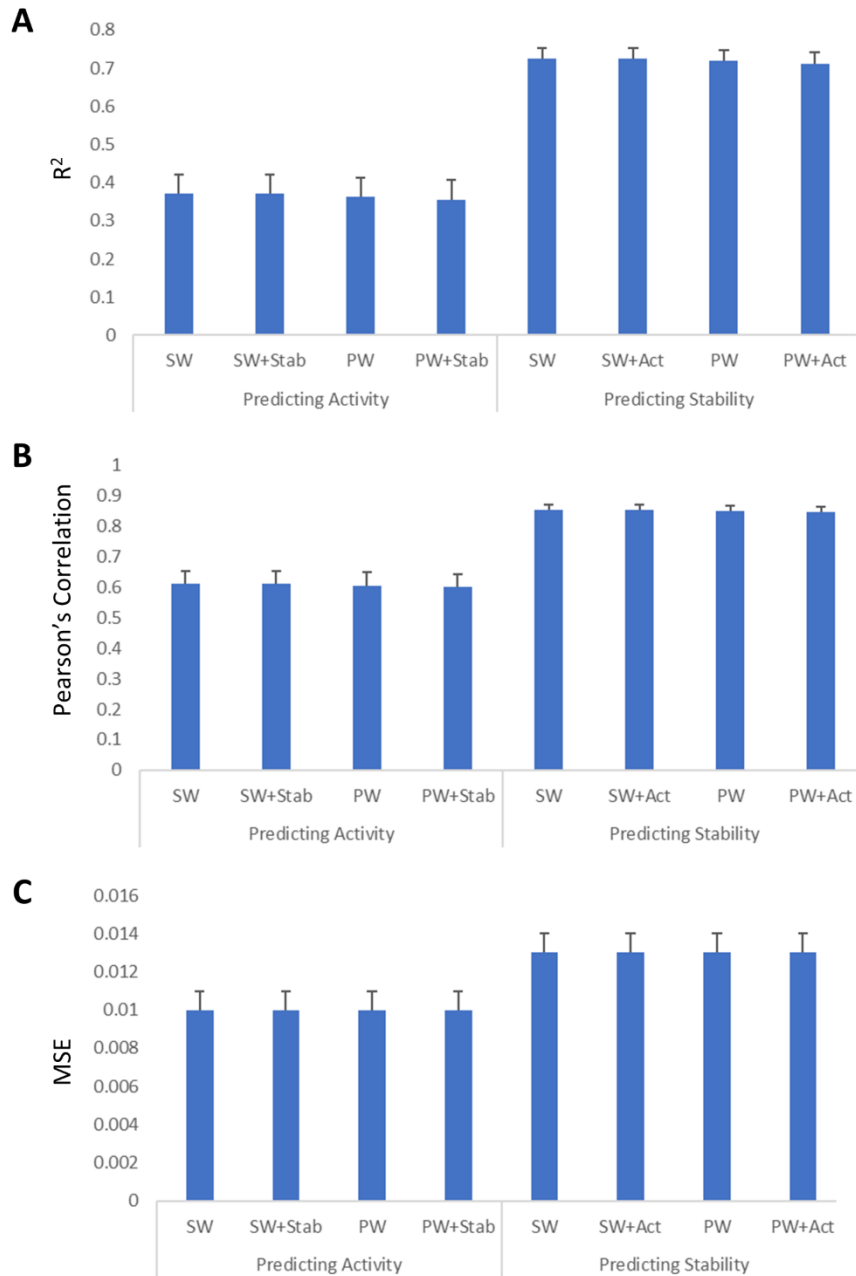 A
R²
0.8
0.7
0.6
0.5
0.4
0.3
0.2
0.1
0
SW SW+Stab PW PW+Stab SW SW+Act PW PW+Act
Predicting Activity Predicting Stability
B
Pearson's Correlation
1
0.9
0.8
0.7
0.6
0.5
0.4
0.3
0.2
0.1
0
SW SW+Stab PW PW+Stab SW SW+Act PW PW+Act
Predicting Activity Predicting Stability
C
MSE
0.016
0.014
0.012
0.01
0.008
0.006
0.004
0.002
0
SW SW+Stab PW PW+Stab SW SW+Act PW PW+Act
Predicting Activity Predicting Stability